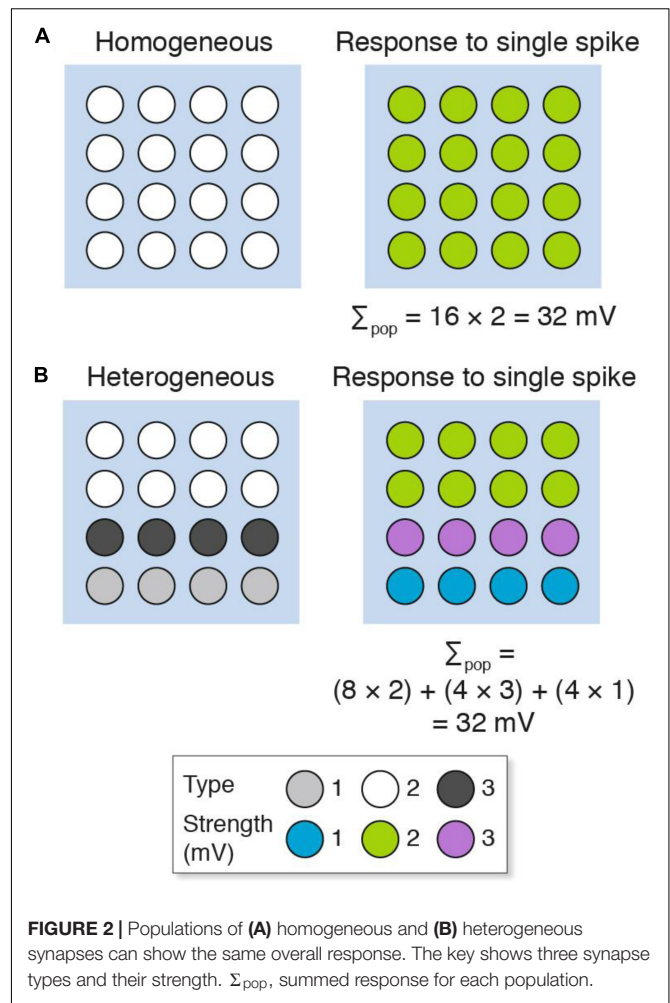 A
Homogeneous Response to single spike
∑pop = 16 × 2 = 32 mV
B
Heterogeneous Response to single spike
∑pop =
(8 × 2) + (4 × 3) + (4 × 1)
= 32 mV
Type 1 2 3
Strength 1 2 3
(mV)
FIGURE 2 | Populations of (A) homogeneous and (B) heterogeneous
synapses can show the same overall response. The key shows three synapse
types and their strength. Σpop, summed response for each population.